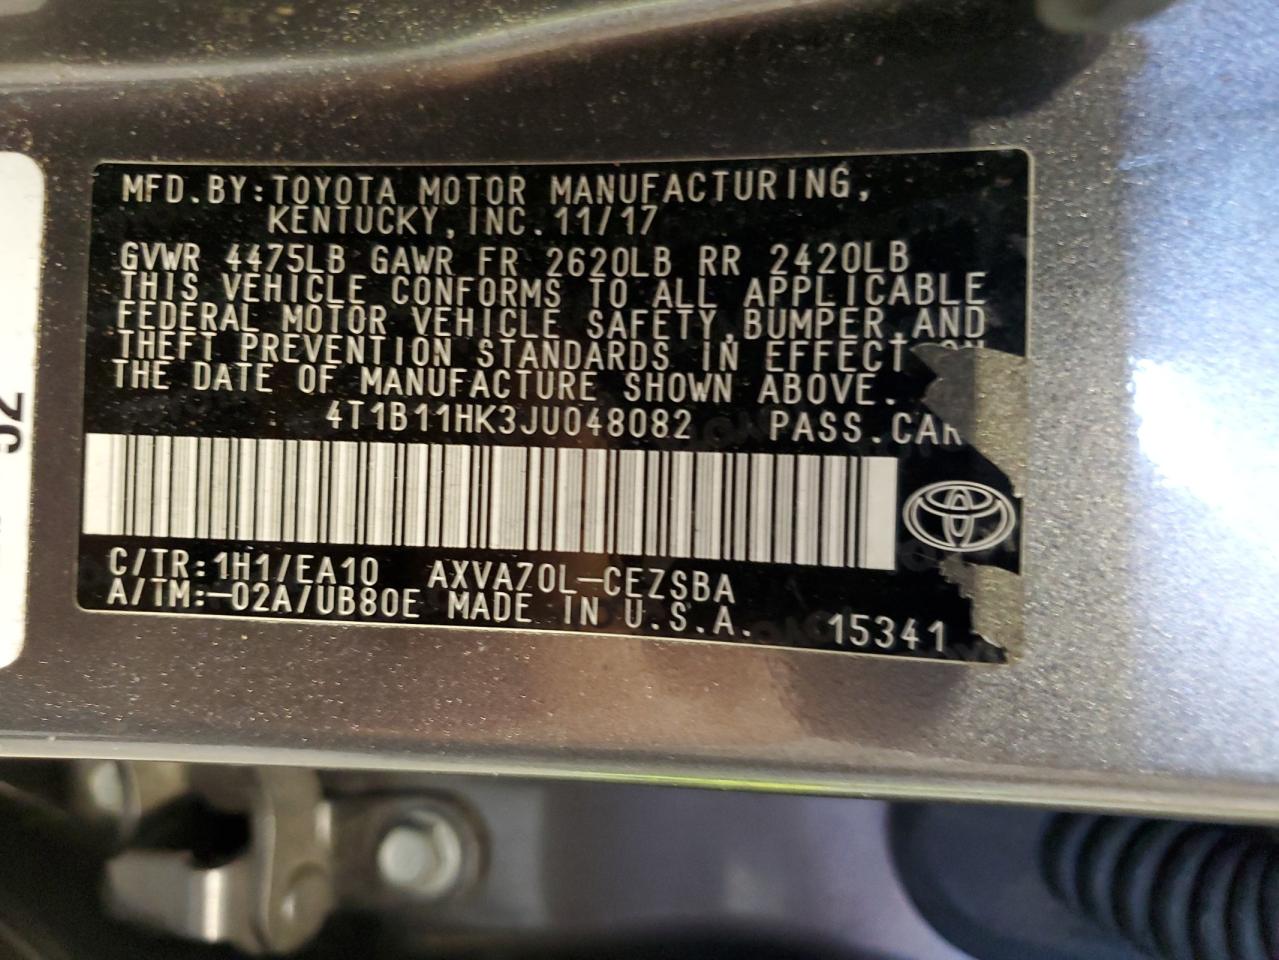 MFD.BY:TOYOTA MOTOR MANUFACTURING,
KENTUCKY,INC.11/17
GVWR 4475LB GAWR FR 2620LB RR 2420LB
THIS VEHICLE CONFORMS TO ALL APPLICABLE
FEDERAL MOTOR VEHICLE SAFETY,BUMPER,AND
THEFT PREVENTION STANDARDS IN EFFECT ON
THE DATE OF MANUFACTURE SHOWN ABOVE.
4T1B11HK3JU048082 PASS.CAR
C/TR:1H1/EA10 AXVA70L-CEZSBA
A/TM:-02A/UB80E MADE IN U.S.A. 15341